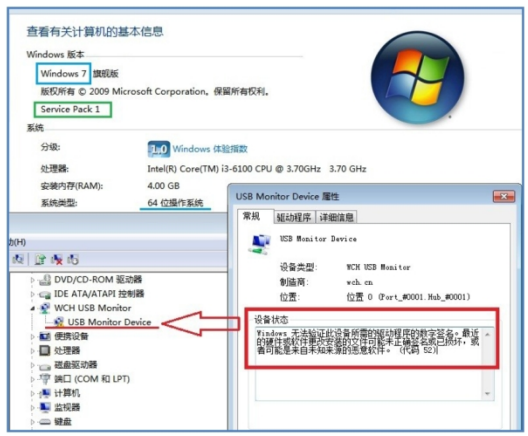 查看有关计算机的基本信息
Windows 版本
Windows 7 旗舰版
版权所有 © 2009 Microsoft Corporation。保留所有权利。
Service Pack 1
系统
分级:
1.0 Windows 体验指数
处理器:
Intel(R) Core(TM) i3-6100 CPU @ 3.70GHz 3.70 GHz
安装内存(RAM):
4.00 GB
系统类型:
64 位操作系统
(H)
DVD/CD-ROM 驱动器
IDE ATA/ATAPI 控制器
WCH USB Monitor
USB Monitor Device
便携设备
处理器
磁盘驱动器
端口 (COM 和 LPT)
计算机
监视器
键盘
USB Monitor Device 属性
常规 驱动程序 详细信息
USB Monitor Device
设备类型: WCH USB Monitor
制造商: wch.cn
位置: 位置 0 (Port_#0001.Hub_#0001)
设备状态
Windows 无法验证此设备所需的驱动程序的数字签名。最近
的硬件或软件更改安装的文件可能未正确签名或已损坏，或
者可能是来自未知来源的恶意软件。 (代码 52)